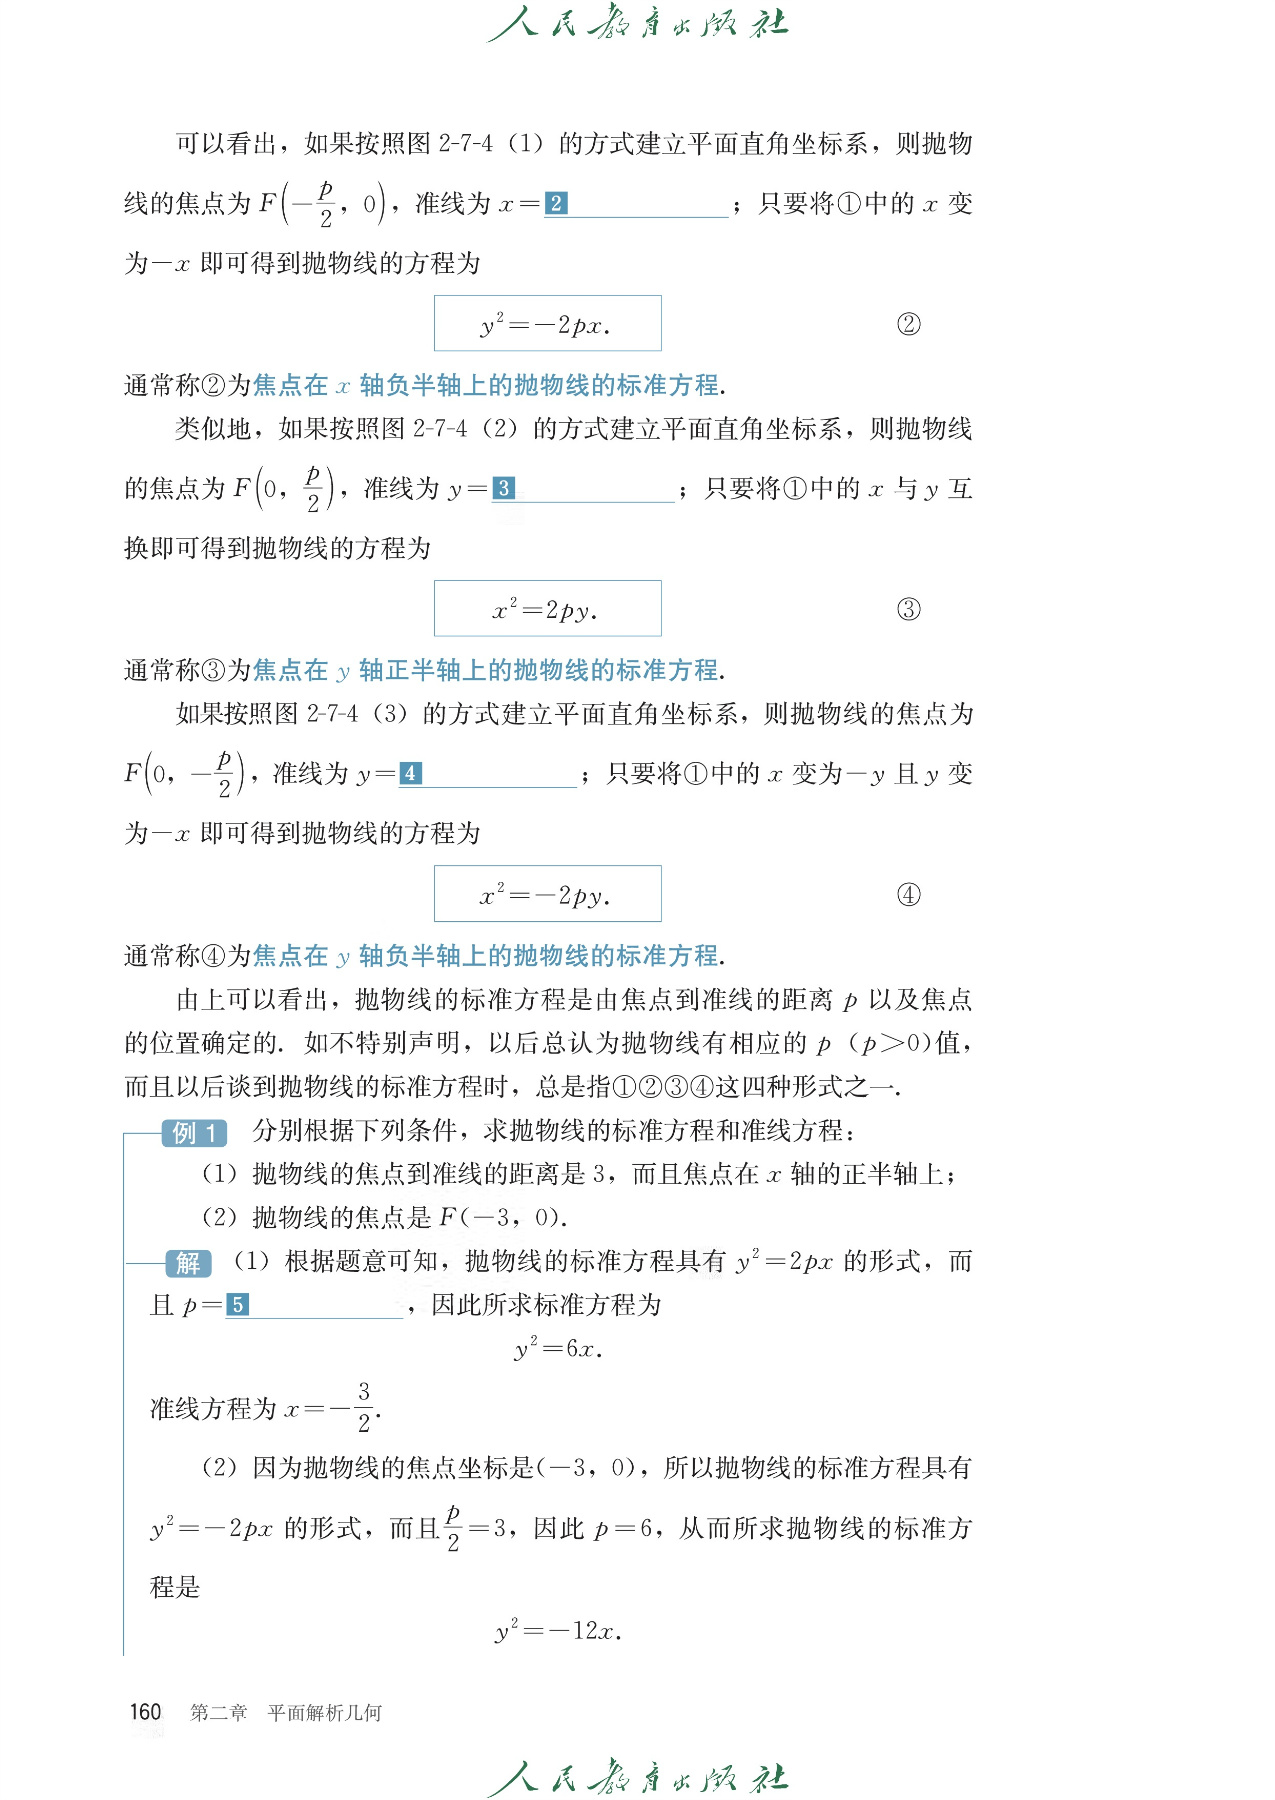 人民教育出版社
可以看出，如果按照图 2-7-4（1）的方式建立平面直角坐标系，则抛物
线的焦点为 F(-p/2, 0)，准线为 x=2________；只要将①中的 x 变
为-x 即可得到抛物线的方程为
y²=-2px. ②
通常称②为焦点在 x 轴负半轴上的抛物线的标准方程.
类似地，如果按照图 2-7-4（2）的方式建立平面直角坐标系，则抛物线
的焦点为 F(0, p/2)，准线为 y=3________；只要将①中的 x 与 y 互
换即可得到抛物线的方程为
x²=2py. ③
通常称③为焦点在 y 轴正半轴上的抛物线的标准方程.
如果按照图 2-7-4（3）的方式建立平面直角坐标系，则抛物线的焦点为
F(0, -p/2)，准线为 y=4________；只要将①中的 x 变为-y 且 y 变
为-x 即可得到抛物线的方程为
x²=-2py. ④
通常称④为焦点在 y 轴负半轴上的抛物线的标准方程.
由上可以看出，抛物线的标准方程是由焦点到准线的距离 p 以及焦点
的位置确定的. 如不特别声明，以后总认为抛物线有相应的 p（p>0)值，
而且以后谈到抛物线的标准方程时，总是指①②③④这四种形式之一.
例 1 分别根据下列条件，求抛物线的标准方程和准线方程：
（1）抛物线的焦点到准线的距离是 3，而且焦点在 x 轴的正半轴上；
（2）抛物线的焦点是 F(-3, 0).
解 （1）根据题意可知，抛物线的标准方程具有 y²=2px 的形式，而
且 p=5________，因此所求标准方程为
y²=6x.
准线方程为 x=-3/2.
（2）因为抛物线的焦点坐标是(-3, 0)，所以抛物线的标准方程具有
y²=-2px 的形式，而且p/2=3，因此 p=6，从而所求抛物线的标准方
程是
y²=-12x.
160 第二章 平面解析几何
人民教育出版社